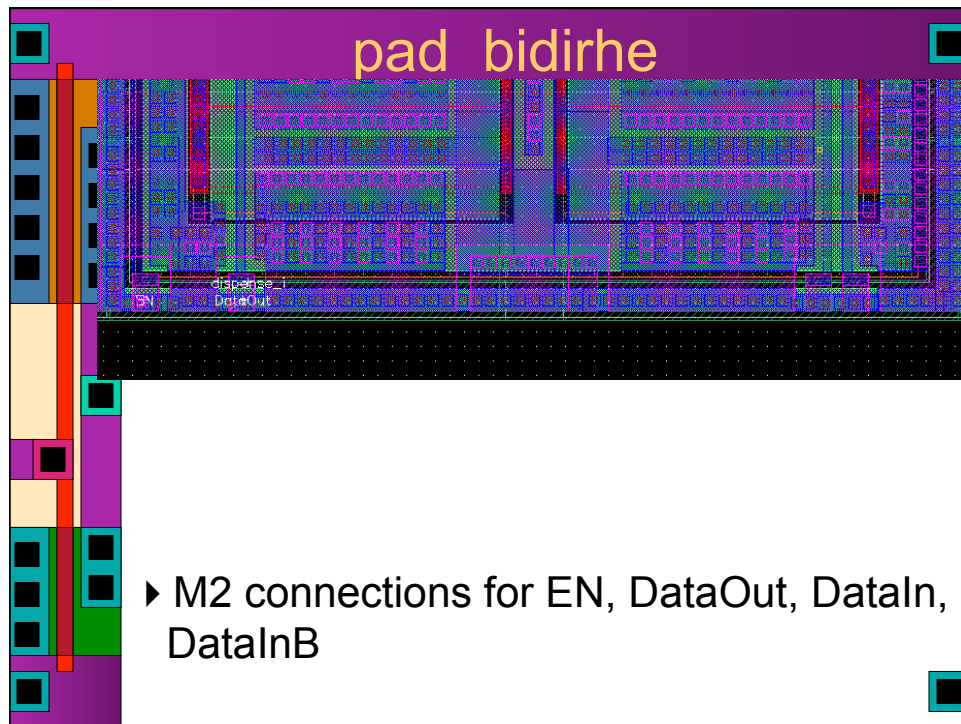 pad bidirhe
dispense_i
EN DataOut
M2 connections for EN, DataOut, DataIn,
DataInB